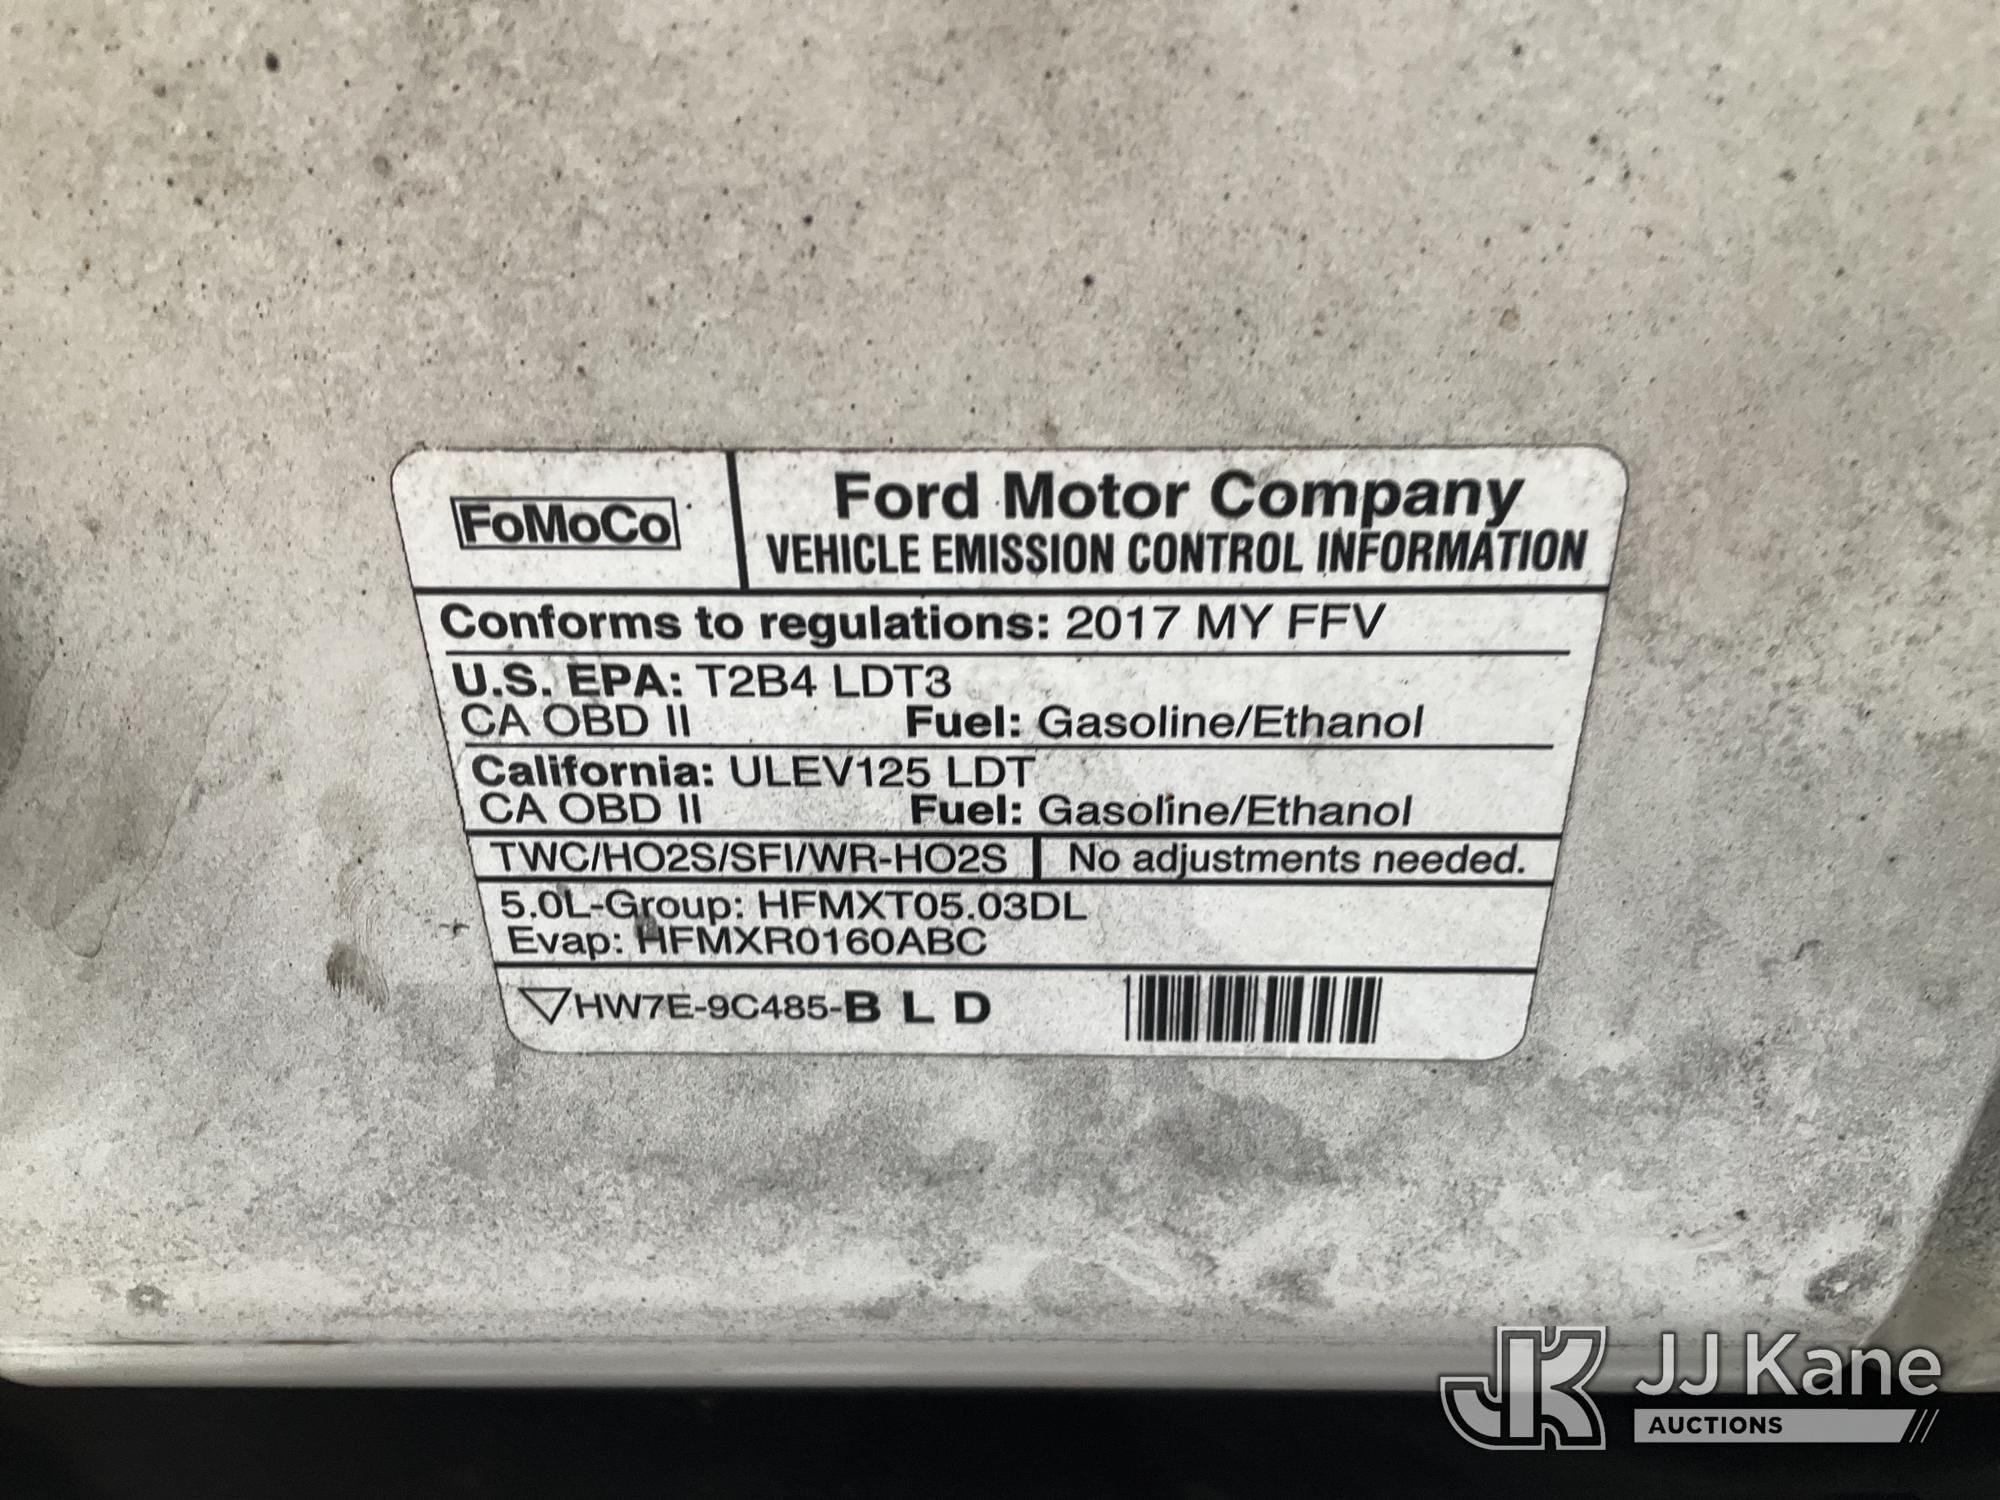 FoMoCo
Ford Motor Company
VEHICLE EMISSION CONTROL INFORMATION
Conforms to regulations: 2017 MY FFV
U.S. EPA: T2B4 LDT3
CA OBD II Fuel: Gasoline/Ethanol
California: ULEV125 LDT
CA OBD II Fuel: Gasoline/Ethanol
TWC/HO2S/SFI/WR-HO2S No adjustments needed.
5.0L-Group: HFMXT05.03DL
Evap: HFMXR0160ABC
HW7E-9C485-B L D
JK JJ Kane
AUCTIONS